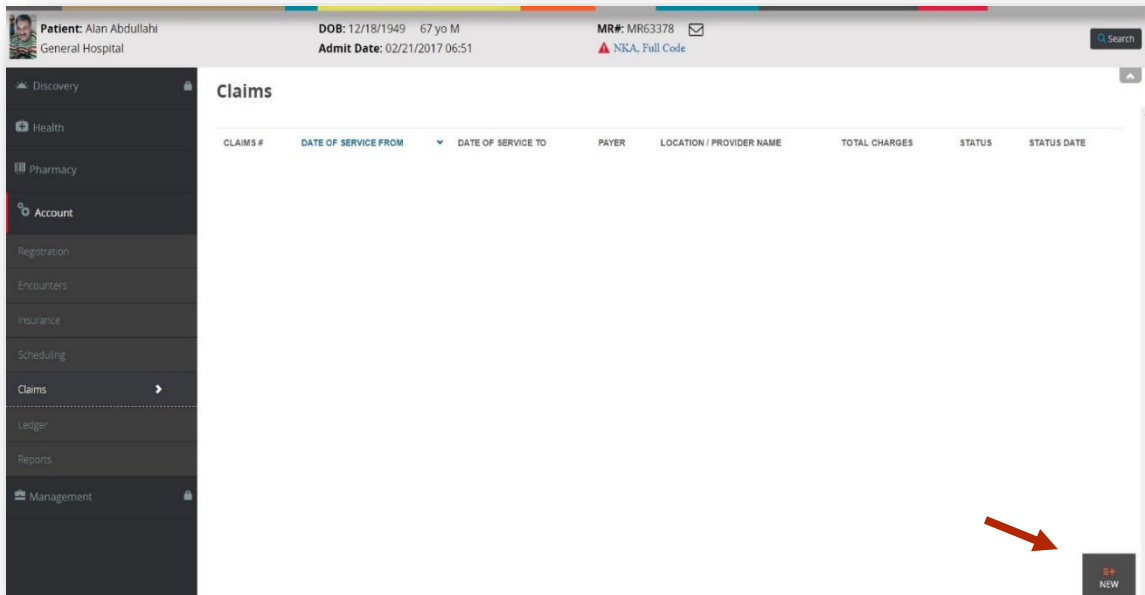 Patient: Alan Abdullahi DOB: 12/18/1949 67 yo M MR#: MR63378
General Hospital Admit Date: 02/21/2017 06:51 NKA, Full Code
Search
Discovery
Health
Pharmacy
Account
Registration
Encounters
Insurance
Scheduling
Claims
Ledger
Reports
Management
Claims
CLAIMS # DATE OF SERVICE FROM DATE OF SERVICE TO PAYER LOCATION / PROVIDER NAME TOTAL CHARGES STATUS STATUS DATE
NEW